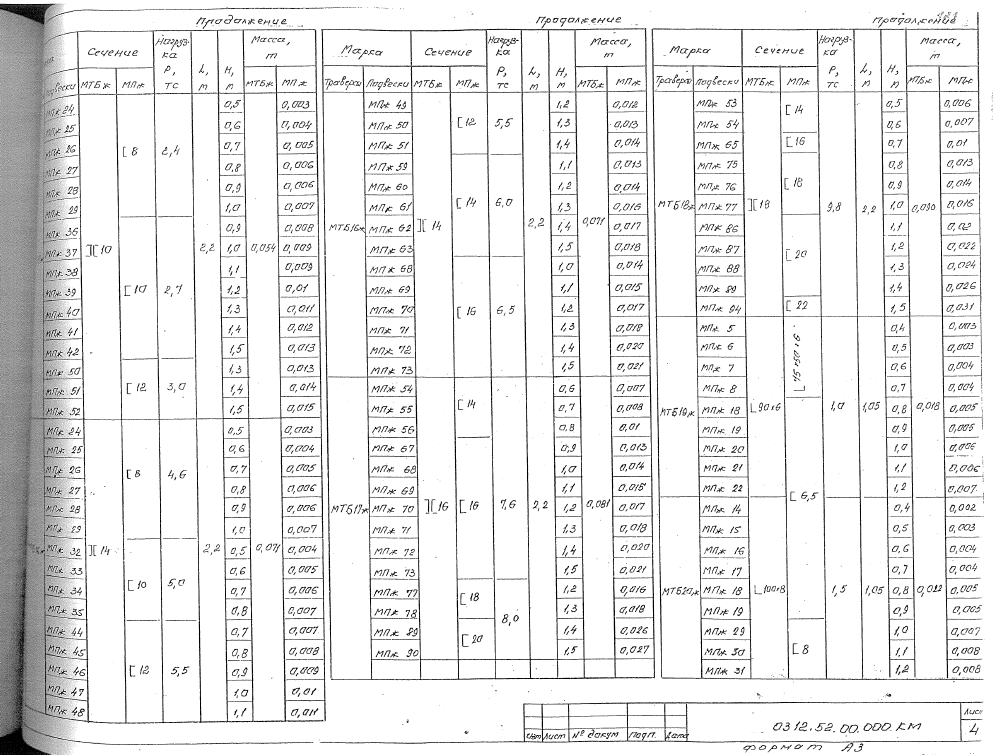 Продолжение
Сечение Нагрузка Р, тс L, м Н, м Масса, т
Подвески МТБж МПж МТБж МПж
МПж 24 0,5 0,003
МПж 25 0,6 0,004
МПж 26 [8 2,4 0,7 0,005
МПж 27 0,8 0,006
МПж 28 0,9 0,006
МПж 29 1,0 0,007
МПж 36 0,9 0,008
МПж 37 ][10 2,2 1,0 0,054 0,009
МПж 38 1,1 0,009
МПж 39 [10 2,7 1,2 0,01
МПж 40 1,3 0,011
МПж 41 1,4 0,012
МПж 42 1,5 0,013
МПж 50 1,3 0,013
МПж 51 [12 3,0 1,4 0,014
МПж 52 1,5 0,015
МПж 24 0,5 0,003
МПж 25 0,6 0,004
МПж 26 [8 4,6 0,7 0,005
МПж 27 0,8 0,006
МПж 28 0,9 0,006
МПж 29 1,0 0,007
МПж 32 ][14 2,2 0,5 0,071 0,004
МПж 33 0,6 0,005
МПж 34 [10 5,0 0,7 0,006
МПж 35 0,8 0,007
МПж 44 0,7 0,007
МПж 45 0,8 0,008
МПж 46 [12 5,5 0,9 0,009
МПж 47 1,0 0,01
МПж 48 1,1 0,011
Продолжение
Марка Сечение Нагрузка Р, тс L, м Н, м Масса, т
Траверсы Подвески МТБж МПж МТБж МПж
МПж 49 1,2 0,012
МПж 50 [12 5,5 1,3 0,013
МПж 51 1,4 0,014
МПж 59 1,1 0,013
МПж 60 1,2 0,014
МПж 61 [14 6,0 1,3 0,016
МТБ16ж МПж 62 ][14 2,2 1,4 0,071 0,017
МПж 63 1,5 0,018
МПж 68 1,0 0,014
МПж 69 1,1 0,015
МПж 70 [16 6,5 1,2 0,017
МПж 71 1,3 0,018
МПж 72 1,4 0,020
МПж 73 1,5 0,021
МПж 54 0,6 0,007
МПж 55 [14 0,7 0,008
МПж 56 0,8 0,01
МПж 67 0,9 0,013
МПж 68 1,0 0,014
МПж 69 1,1 0,015
МТБ17ж МПж 70 ][16 [16 7,6 2,2 1,2 0,081 0,017
МПж 71 1,3 0,018
МПж 72 1,4 0,020
МПж 73 1,5 0,021
МПж 77 [18 1,2 0,016
МПж 78 8,0 1,3 0,018
МПж 89 [20 1,4 0,026
МПж 90 1,5 0,027
Продолжение
Марка Сечение Нагрузка Р, тс L, м Н, м Масса, т
Траверсы Подвески МТБж МПж МТБж МПж
МПж 53 [14 0,5 0,006
МПж 54 0,6 0,007
МПж 65 [16 0,7 0,01
МПж 75 0,8 0,013
МПж 76 [18 0,9 0,014
МТБ18ж МПж 77 ][18 9,8 2,2 1,0 0,090 0,016
МПж 86 1,1 0,02
МПж 87 [20 1,2 0,022
МПж 88 1,3 0,024
МПж 89 1,4 0,026
МПж 94 [22 1,5 0,031
МПж 5 0,4 0,003
МПж 6 0,5 0,003
МПж 7 0,6 0,004
МПж 8 0,7 0,004
МТБ19ж МПж 18 L90х6 1,0 1,05 0,8 0,018 0,005
МПж 19 0,9 0,005
МПж 20 1,0 0,006
МПж 21 1,1 0,006
МПж 22 [6,5 1,2 0,007
МПж 14 0,4 0,002
МПж 15 0,5 0,003
МПж 16 0,6 0,004
МПж 17 0,7 0,004
МТБ20ж МПж 18 L100х8 1,5 1,05 0,8 0,022 0,005
МПж 19 0,9 0,005
МПж 29 1,0 0,007
МПж 30 [8 1,1 0,008
МПж 31 1,2 0,008
Изм Лист № докум Подп. Дата
0312.52.00.000.КМ
Лист 4
Формат А3